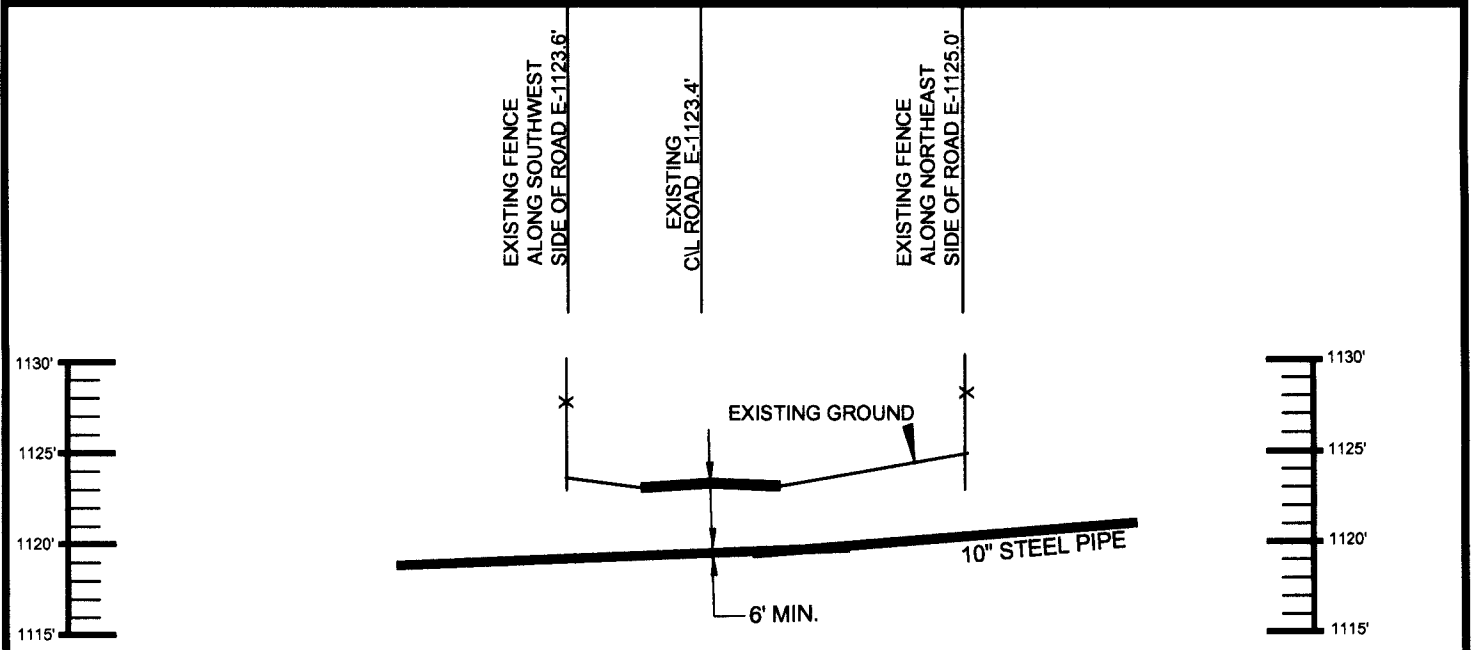 EXISTING FENCE
ALONG SOUTHWEST
SIDE OF ROAD E-1123.6'
EXISTING
C\L ROAD E-1123.4'
EXISTING FENCE
ALONG NORTHEAST
SIDE OF ROAD E-1125.0'
1130'
1125'
1120'
1115'
EXISTING GROUND
10" STEEL PIPE
6' MIN.
1130'
1125'
1120'
1115'